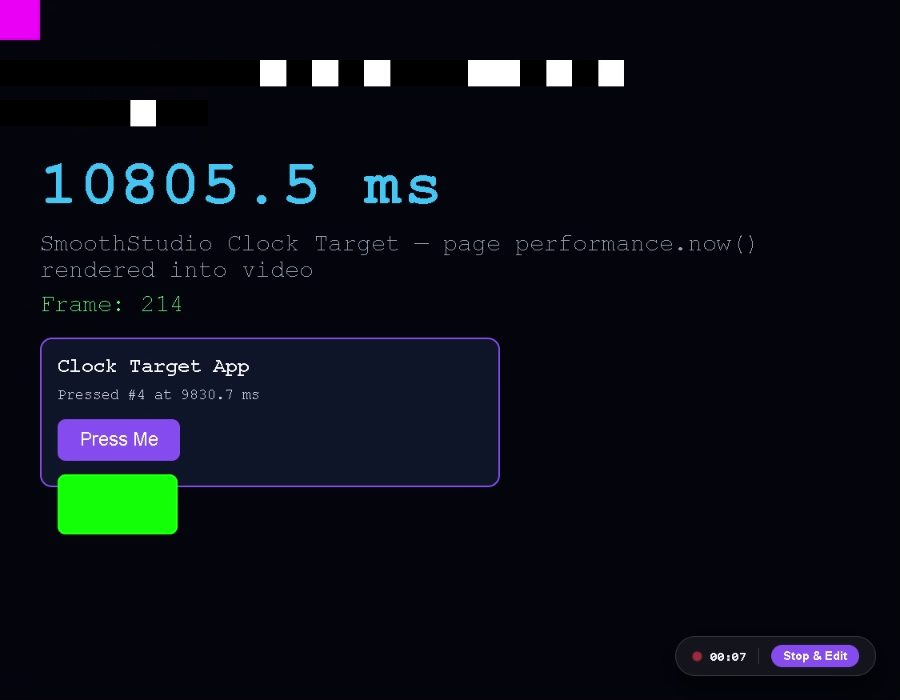 10805.5 ms
SmoothStudio Clock Target — page performance.now()
rendered into video
Frame: 214
Clock Target App
Pressed #4 at 9830.7 ms
Press Me
00:07
Stop & Edit